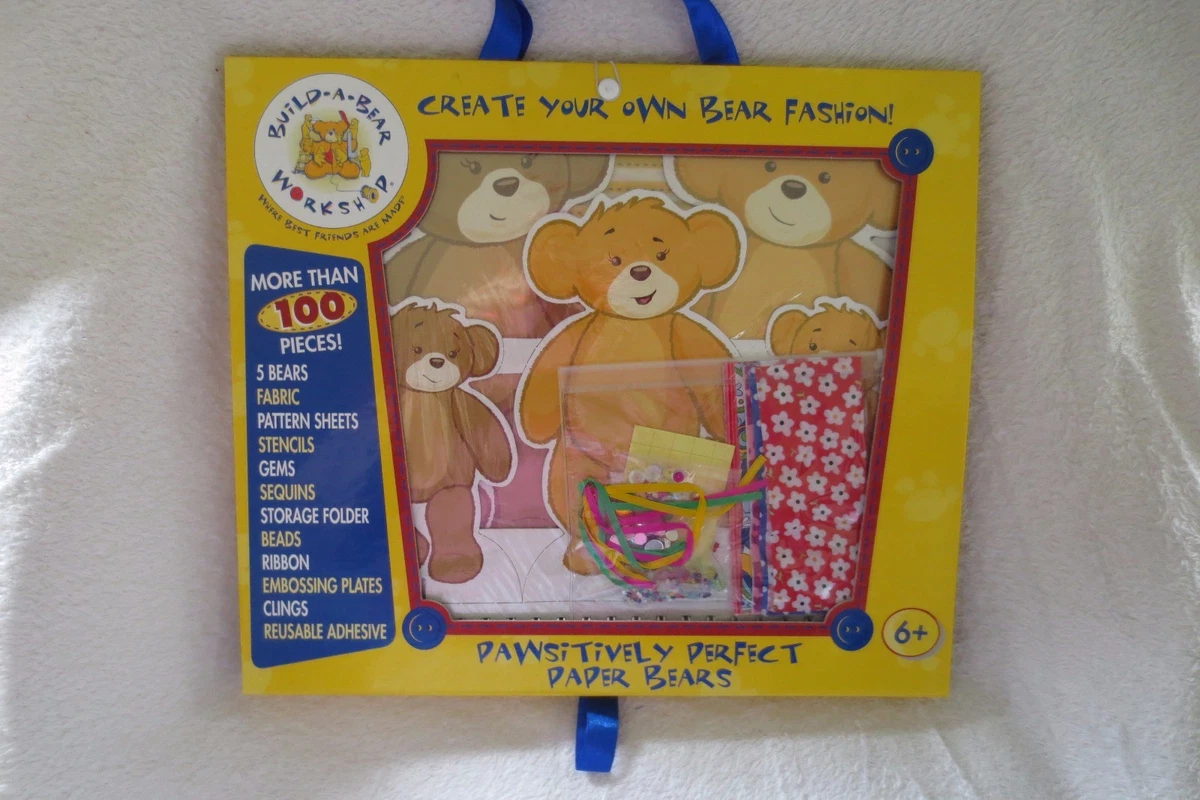 BUILD-A-BEAR
WORKSHOP®
WHERE BEST FRIENDS ARE MADE®
CREATE YOUR OWN BEAR FASHION!
MORE THAN
100
PIECES!
5 BEARS
FABRIC
PATTERN SHEETS
STENCILS
GEMS
SEQUINS
STORAGE FOLDER
BEADS
RIBBON
EMBOSSING PLATES
CLINGS
REUSABLE ADHESIVE
6+
PAWSITIVELY PERFECT
PAPER BEARS